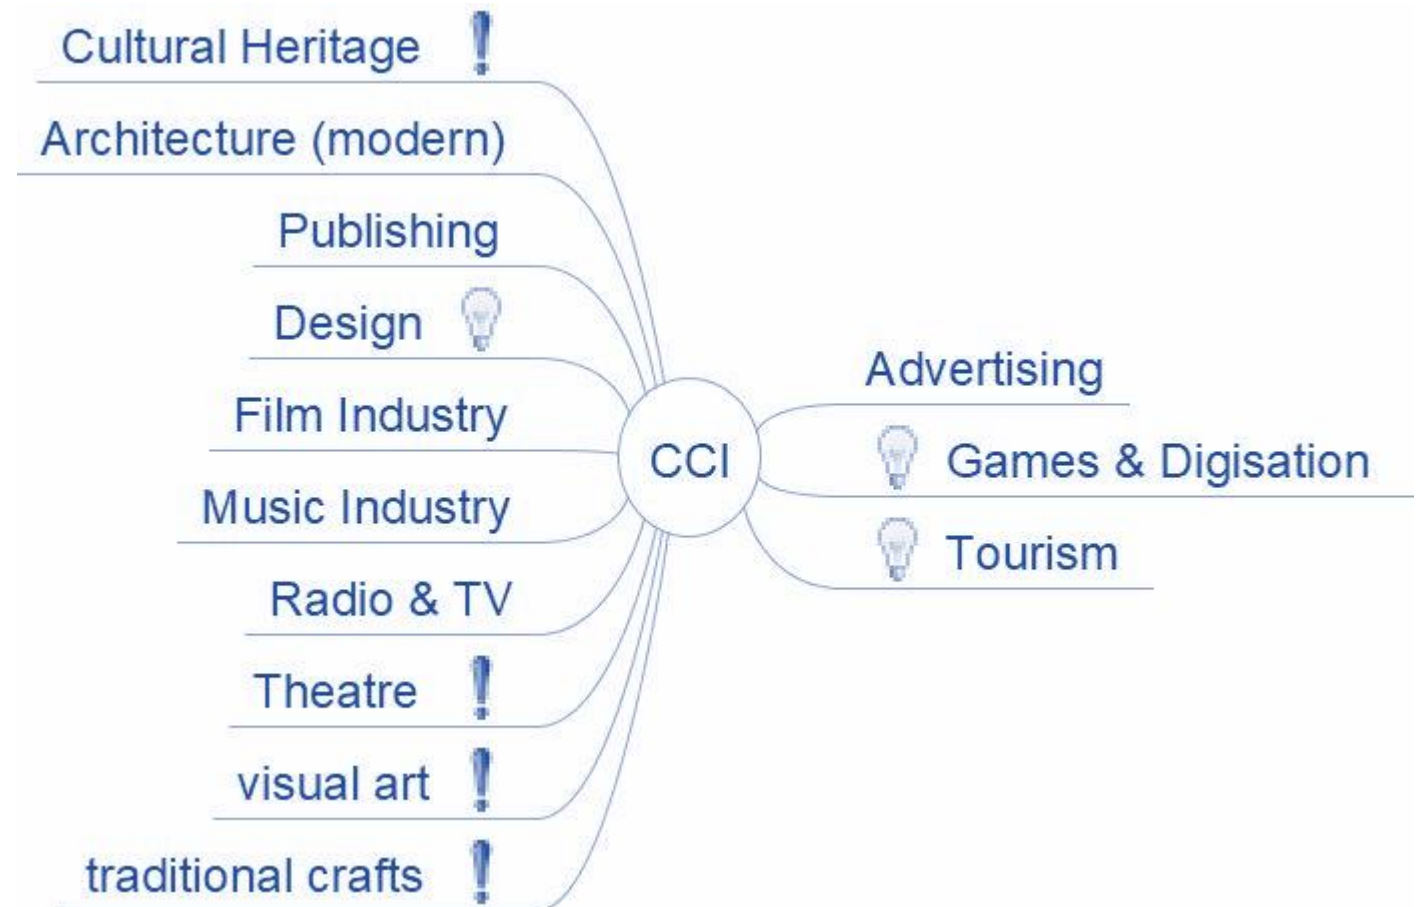 Cultural Heritage
Architecture (modern)
Publishing
Design
Film Industry
Music Industry
Radio & TV
Theatre
visual art
traditional crafts
CCI
Advertising
Games & Digisation
Tourism